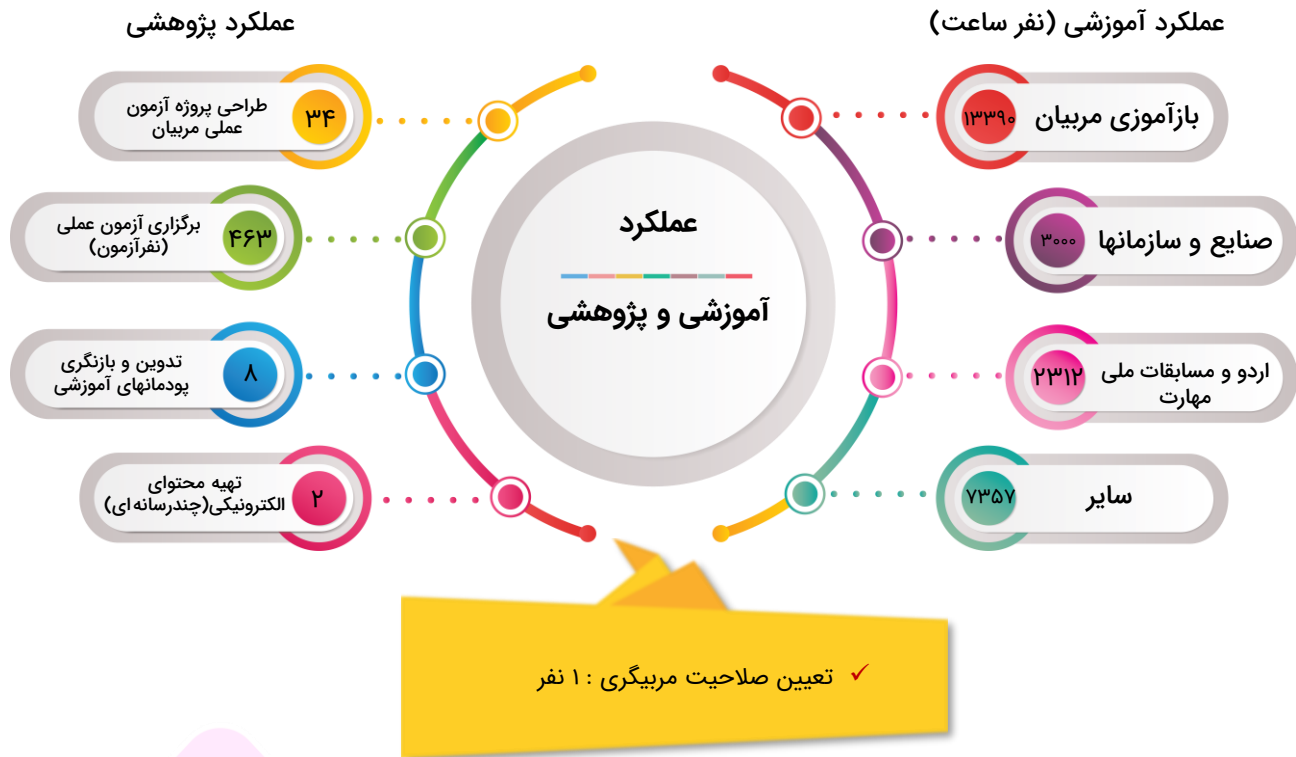 عملکرد آموزشی (نفر ساعت)
بازآموزی مربیان
۱۳۳۹۰
صنایع و سازمانها
۳۰۰۰
اردو و مسابقات ملی
مهارت
۲۳۱۲
سایر
۷۳۵۷
عملکرد
آموزشی و پژوهشی
عملکرد پژوهشی
طراحی پروژه آزمون
عملی مربیان
۳۴
برگزاری آزمون عملی
(نفرآزمون)
۴۶۳
تدوین و بازنگری
پودمانهای آموزشی
۸
تهیه محتوای
الکترونیکی(چندرسانه‌ای)
۲
✓ تعیین صلاحیت مربیگری : ۱ نفر